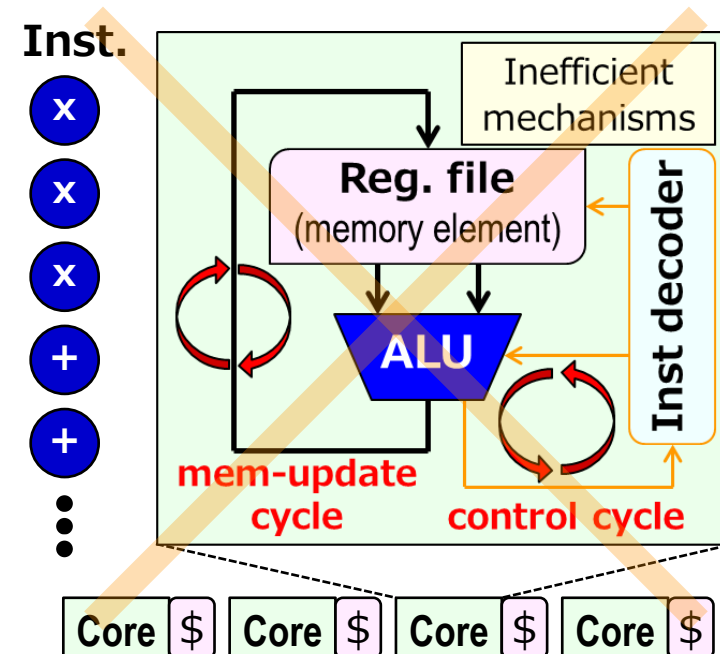 Inst.
x
x
x
+
+
Inefficient
mechanisms
Reg. file
(memory element)
ALU
Inst decoder
mem-update
cycle
control cycle
Core $ Core $ Core $ Core $